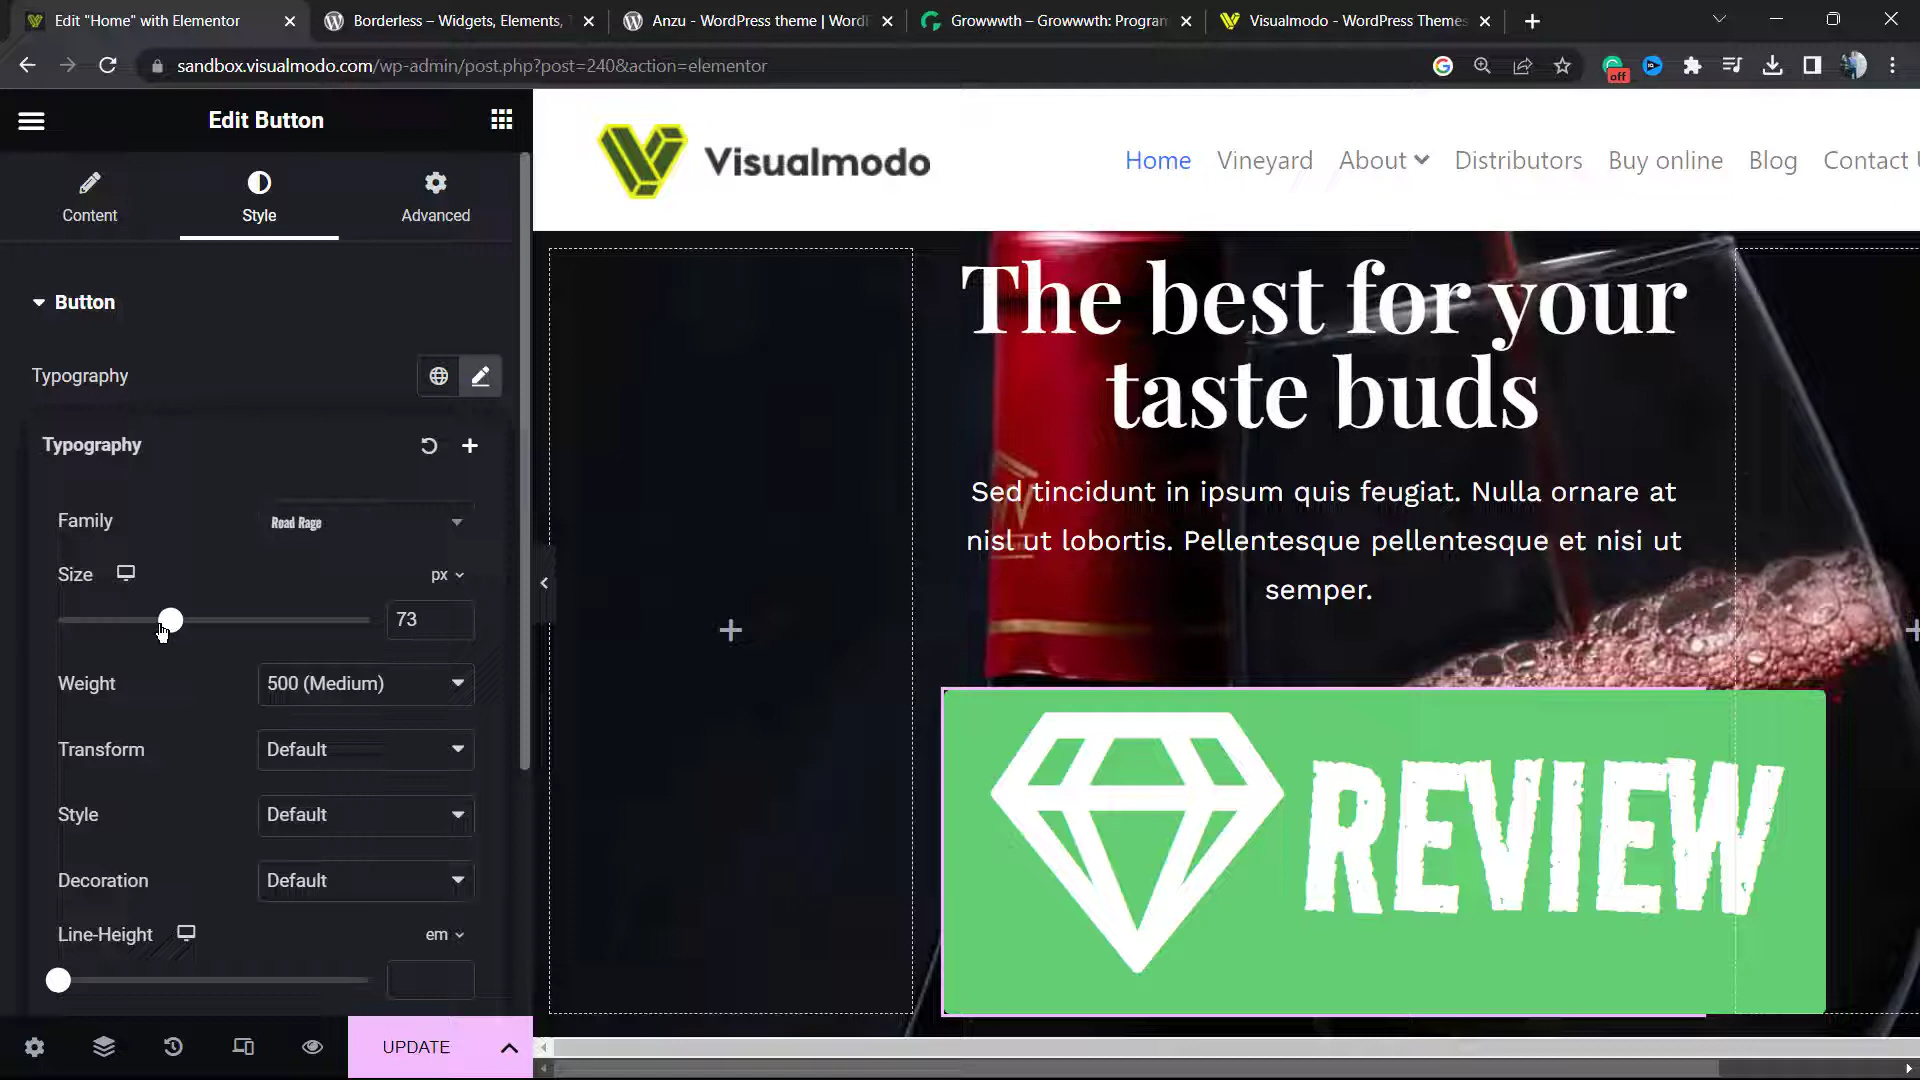 Edit "Home" with Elementor
Borderless – Widgets, Elements,
Anzu - WordPress theme | Word
Growwwth – Growwwth: Program
Visualmodo - WordPress Themes
sandbox.visualmodo.com/wp-admin/post.php?post=240&action=elementor
off
Edit Button
Visualmodo
Home
Vineyard
About
Distributors
Buy online
Blog
Contact
Content
Style
Advanced
Button
Typography
Typography
Family
Road Rage
Size
px
73
Weight
500 (Medium)
Transform
Default
Style
Default
Decoration
Default
Line-Height
em
UPDATE
The best for your
taste buds
Sed tincidunt in ipsum quis feugiat. Nulla ornare at
nisl ut lobortis. Pellentesque pellentesque et nisi ut
semper.
REVIEW